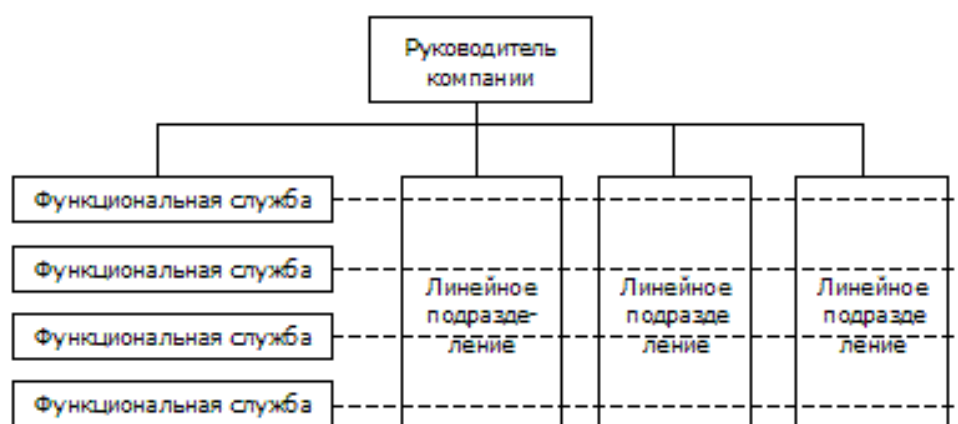 Руководитель
компании
Функциональная служба
Функциональная служба
Функциональная служба
Функциональная служба
Линейное
подразде-
ление
Линейное
подразде
ление
Линейное
подразде
ление